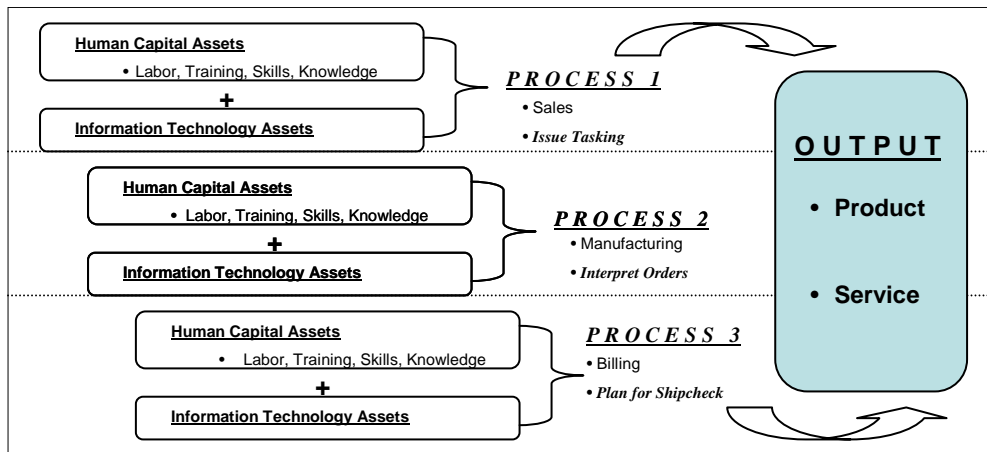 Human Capital Assets
• Labor, Training, Skills, Knowledge
+
Information Technology Assets
PROCESS 1
• Sales
• Issue Tasking
Human Capital Assets
• Labor, Training, Skills, Knowledge
+
Information Technology Assets
PROCESS 2
• Manufacturing
• Interpret Orders
Human Capital Assets
• Labor, Training, Skills, Knowledge
+
Information Technology Assets
PROCESS 3
• Billing
• Plan for Shipcheck
OUTPUT
• Product
• Service